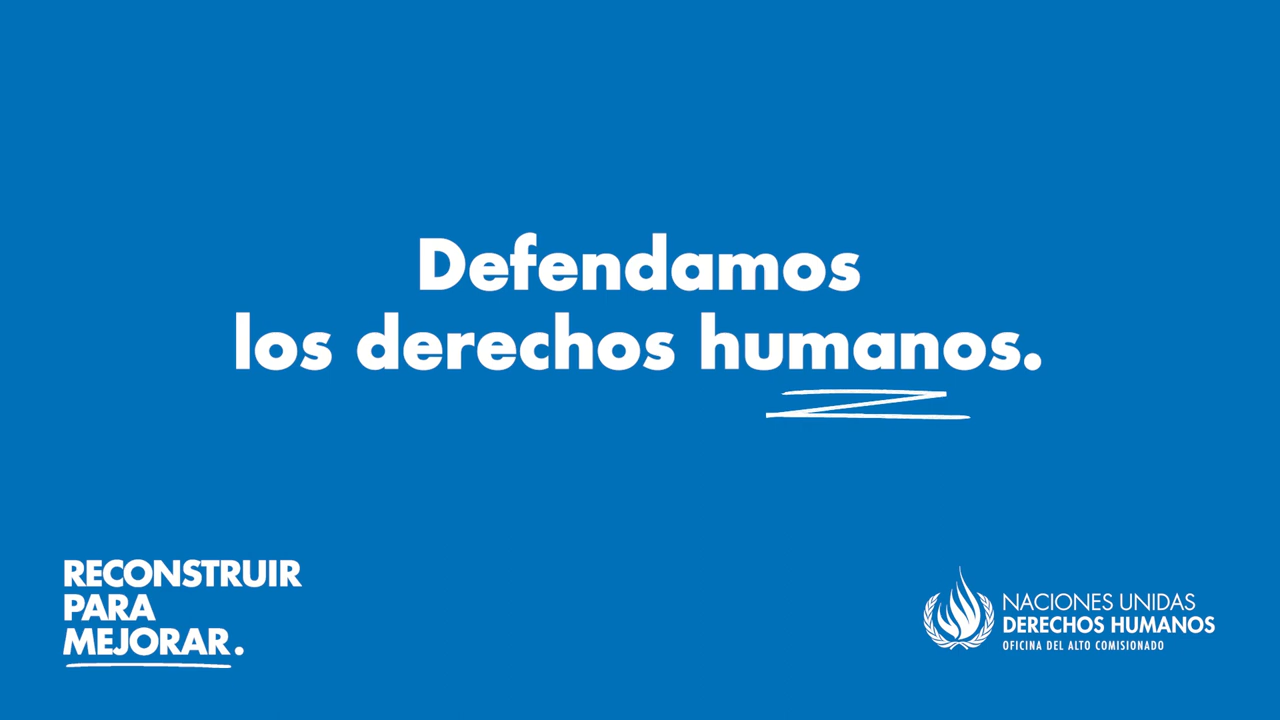 Defendamos
los derechos humanos.
RECONSTRUIR
PARA
MEJORAR.
NACIONES UNIDAS
DERECHOS HUMANOS
OFICINA DEL ALTO COMISIONADO